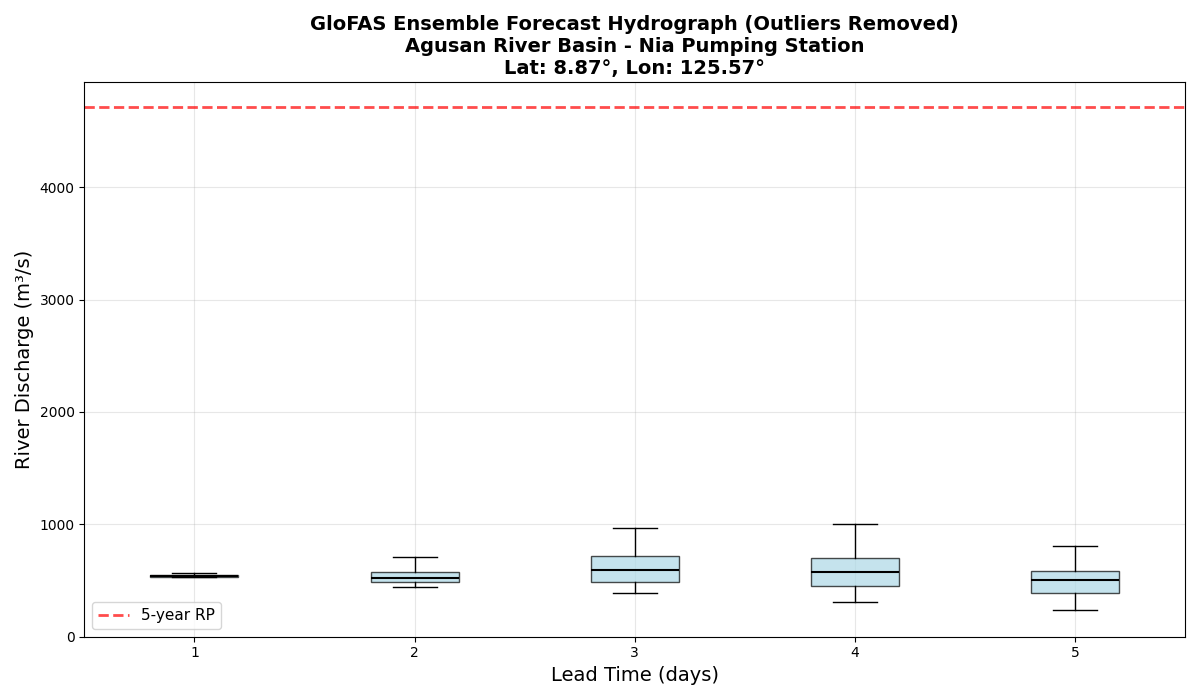 GloFAS Ensemble Forecast Hydrograph (Outliers Removed)
Agusan River Basin - Nia Pumping Station
Lat: 8.87°, Lon: 125.57°
River Discharge (m³/s)
4000
3000
2000
1000
0
5-year RP
1 2 3 4 5
Lead Time (days)